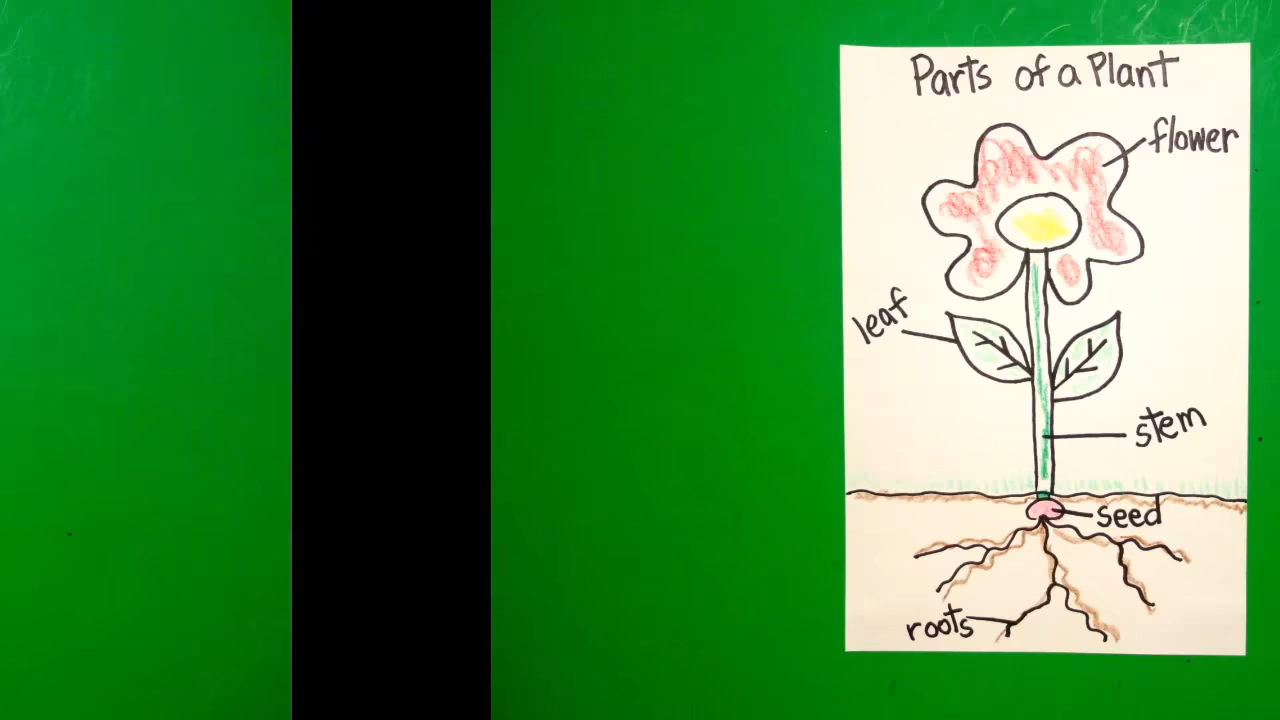 Parts of a Plant
flower
leaf
stem
seed
roots